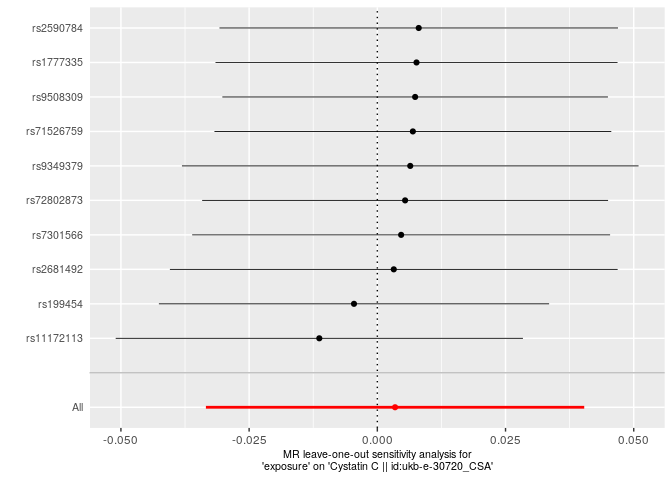 rs2590784
rs1777335
rs9508309
rs71526759
rs9349379
rs72802873
rs7301566
rs2681492
rs199454
rs11172113
All
-0.050 -0.025 0.000 0.025 0.050
MR leave-one-out sensitivity analysis for
'exposure' on 'Cystatin C || id:ukb-e-30720_CSA'